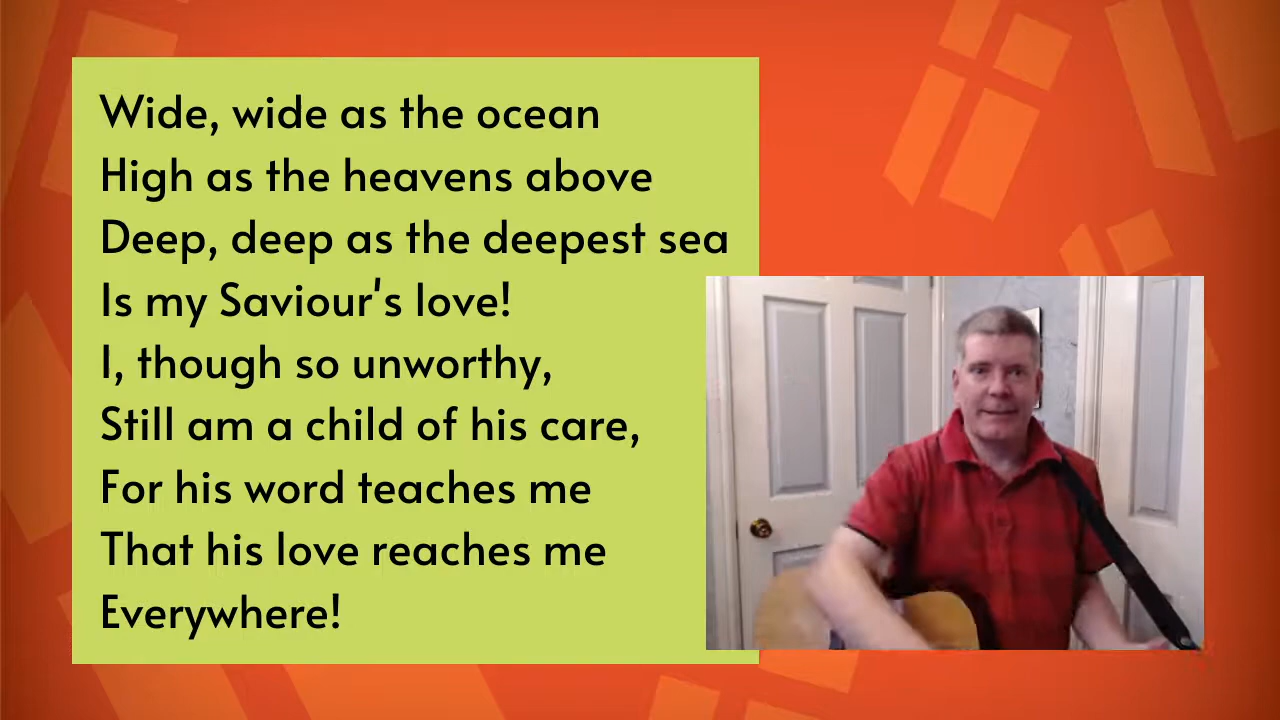 Wide, wide as the ocean
High as the heavens above
Deep, deep as the deepest sea
Is my Saviour's love!
I, though so unworthy,
Still am a child of his care,
For his word teaches me
That his love reaches me
Everywhere!